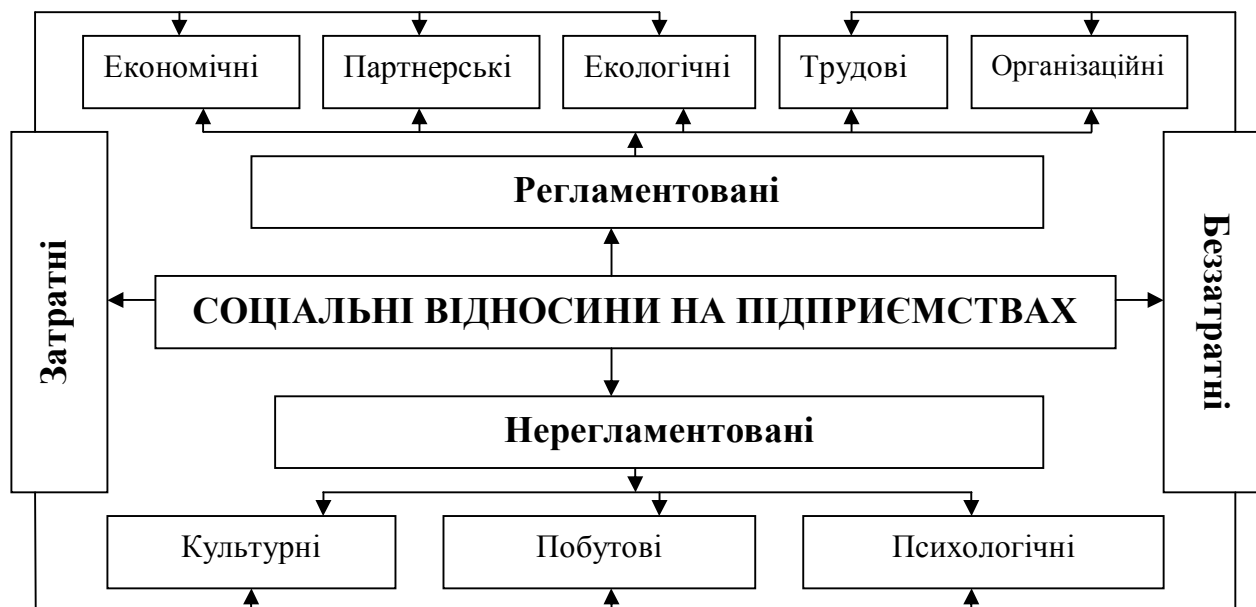 Економічні
Партнерські
Екологічні
Трудові
Організаційні
Регламентовані
Затратні
СОЦІАЛЬНІ ВІДНОСИНИ НА ПІДПРИЄМСТВАХ
Беззатратні
Нерегламентовані
Культурні
Побутові
Психологічні